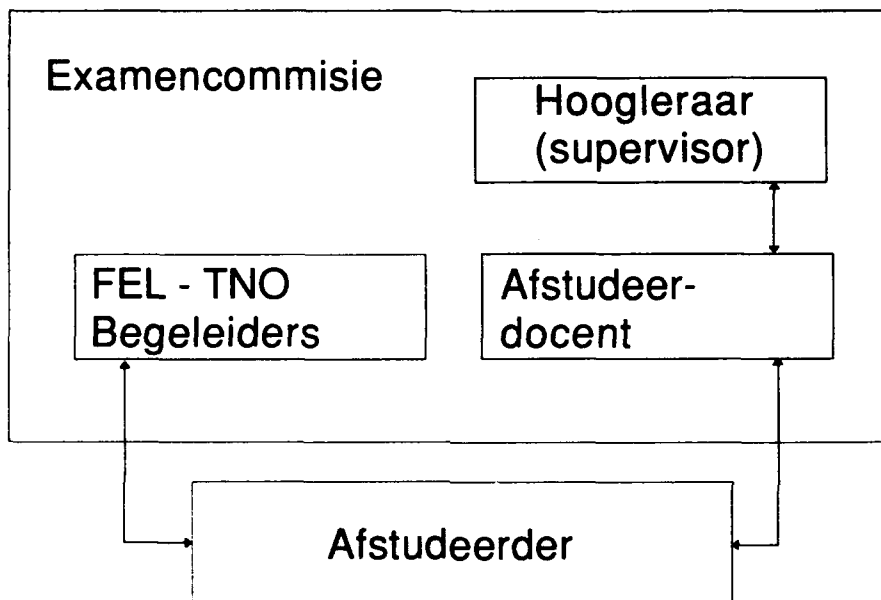 Examencommisie
Hoogleraar
(supervisor)
FEL - TNO
Begeleiders
Afstudeer-
docent
Afstudeerder